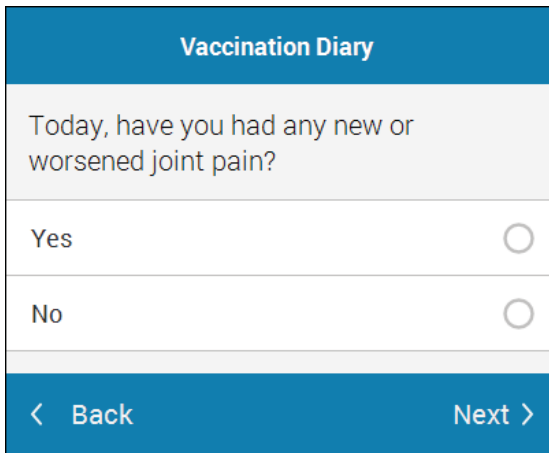 Vaccination Diary
Today, have you had any new or
worsened joint pain?
Yes
No
Back
Next